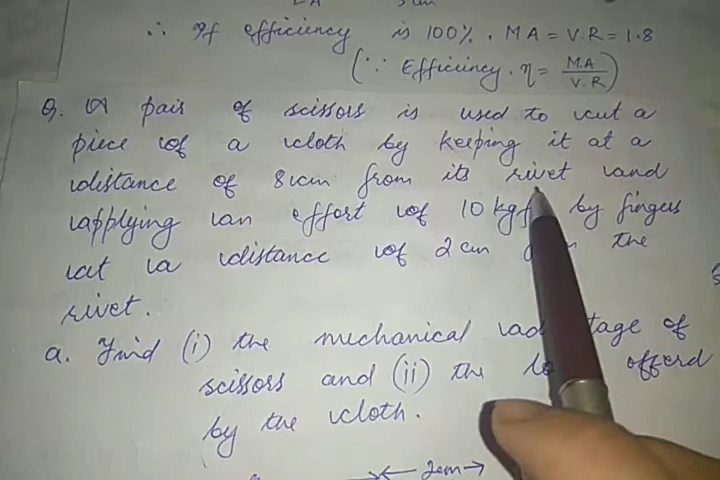 ∴ If efficiency is 100%, MA = V.R = 1.8
(∵ Efficiency, η = M.A / V.R)
Q. A pair of scissors is used to cut a
piece of a cloth by keeping it at a
distance of 8 cm from its rivet and
applying an effort of 10 kgf by fingers
at a distance of 2 cm the
rivet.
a. Find (i) the mechanical of
scissors and (ii) the offerd
by the cloth.
2cm